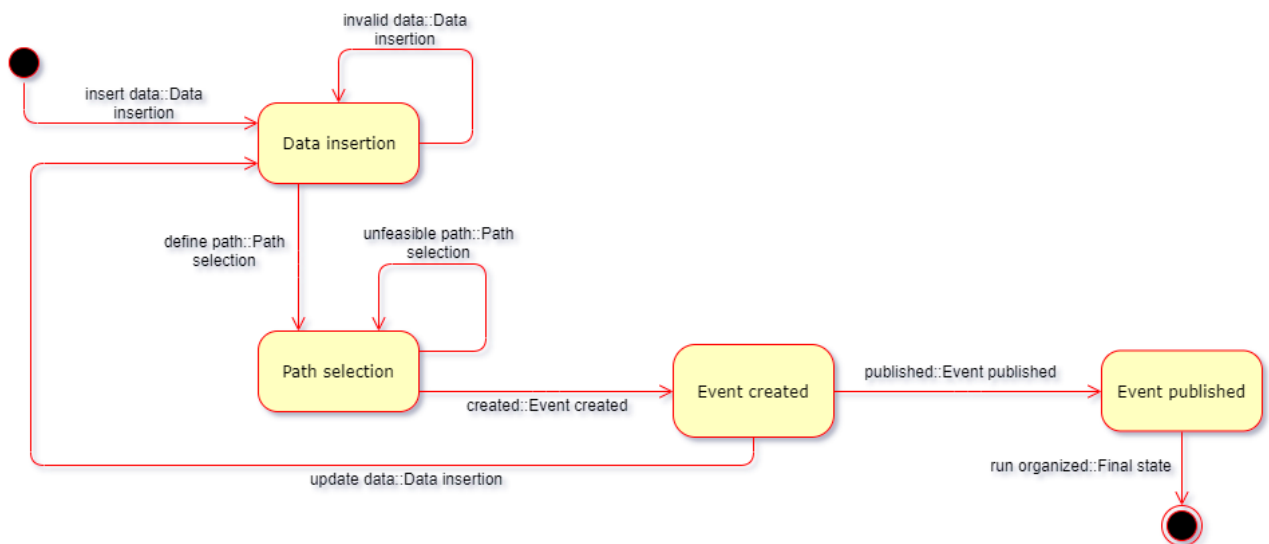 invalid data::Data
insertion
insert data::Data
insertion
Data insertion
define path::Path
selection
unfeasible path::Path
selection
Path selection
created::Event created
Event created
published::Event published
Event published
update data::Data insertion
run organized::Final state